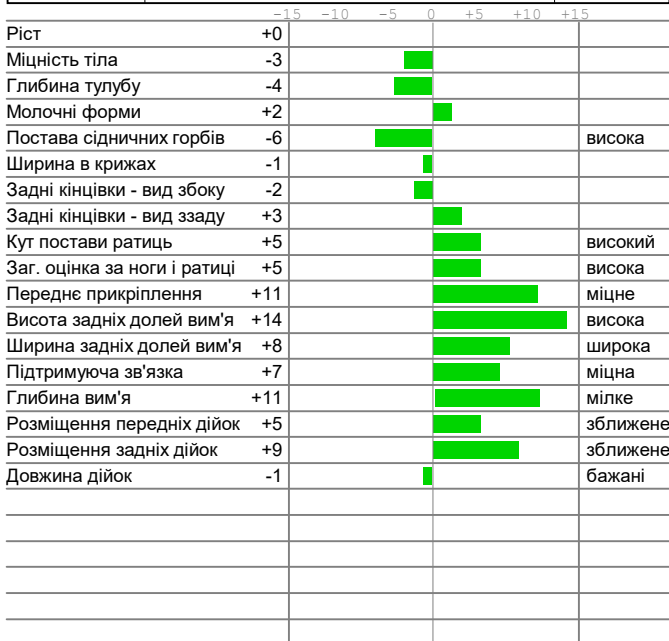 -15 -10 -5 0 +5 +10 +15
Ріст +0
Міцність тіла -3
Глибина тулубу -4
Молочні форми +2
Постава сідничних горбів -6 висока
Ширина в крижах -1
Задні кінцівки - вид збоку -2
Задні кінцівки - вид ззаду +3
Кут постави ратиць +5 високий
Заг. оцінка за ноги і ратиці +5 висока
Переднє прикріплення +11 міцне
Висота задніх долей вим'я +14 висока
Ширина задніх долей вим'я +8 широка
Підтримуюча зв'язка +7 міцна
Глибина вим'я +11 мілке
Розміщення передніх дійок +5 зближене
Розміщення задніх дійок +9 зближене
Довжина дійок -1 бажані